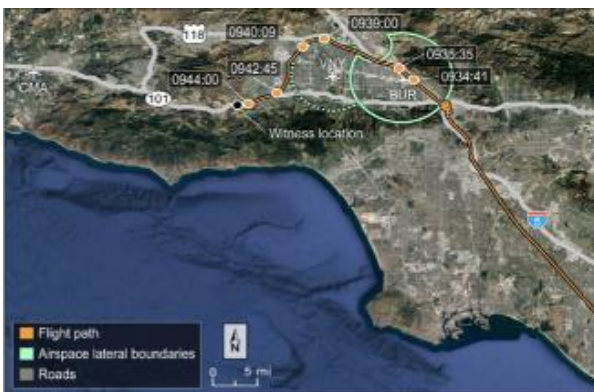 118
0940:09
0939:00
0935:35
0934:41
VNY
0942:45
BUR
0944:00
CMA
101
Witness location
5
Flight path
Airspace lateral boundaries
Roads
N
0 5 mi